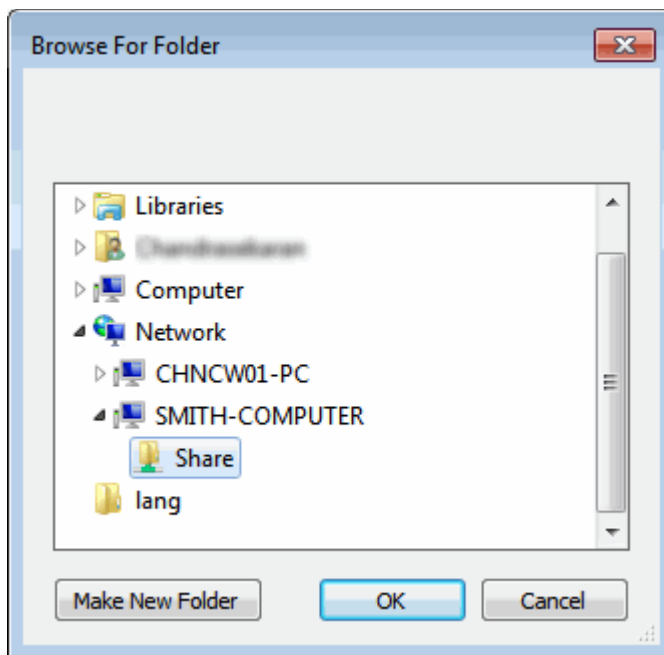 Browse For Folder
Libraries
Computer
Network
CHNCW01-PC
SMITH-COMPUTER
Share
lang
Make New Folder
OK
Cancel